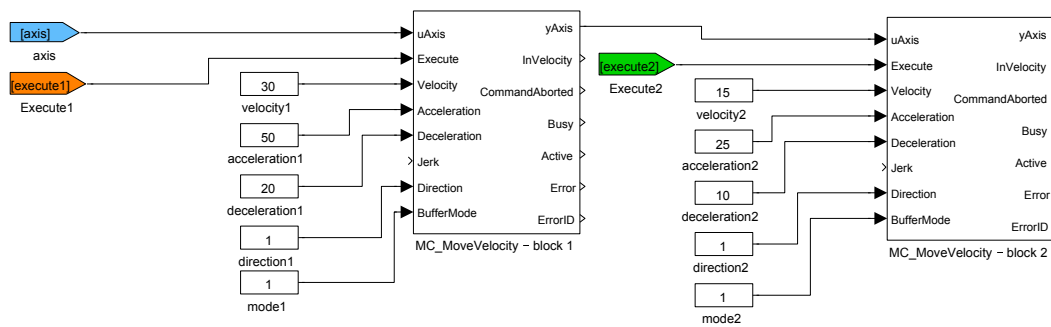 [axis]
axis
[execute1]
Execute1
30
velocity1
50
acceleration1
20
deceleration1
1
direction1
1
mode1
uAxis
Execute
Velocity
Acceleration
Deceleration
Jerk
Direction
BufferMode
yAxis
InVelocity
CommandAborted
Busy
Active
Error
ErrorID
MC_MoveVelocity − block 1
[execute2]
Execute2
15
velocity2
25
acceleration2
10
deceleration2
1
direction2
1
mode2
uAxis
Execute
Velocity
Acceleration
Deceleration
Jerk
Direction
BufferMode
yAxis
InVelocity
CommandAborted
Busy
Active
Error
ErrorID
MC_MoveVelocity − block 2